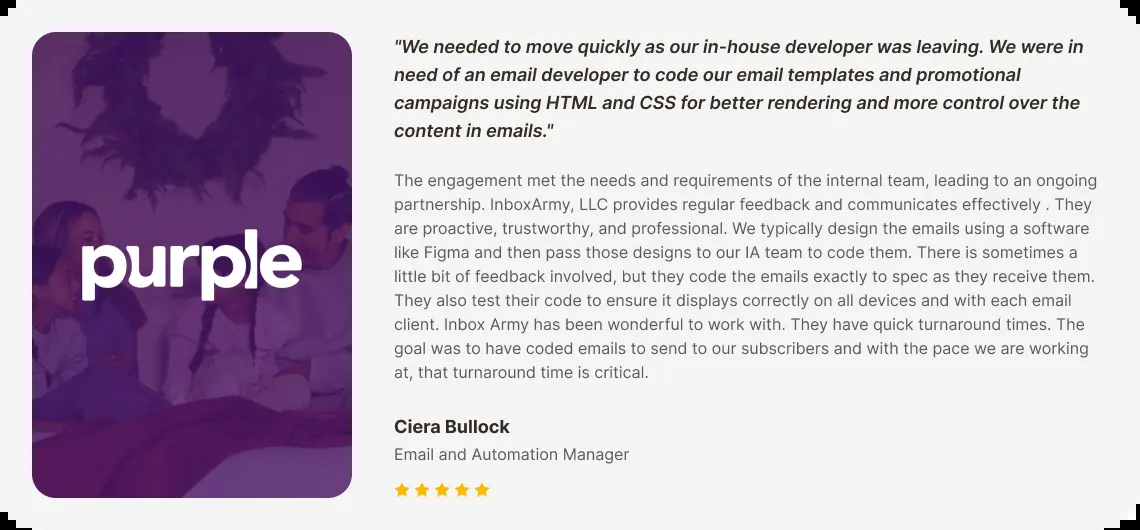 purple
"We needed to move quickly as our in-house developer was leaving. We were in
need of an email developer to code our email templates and promotional
campaigns using HTML and CSS for better rendering and more control over the
content in emails."
The engagement met the needs and requirements of the internal team, leading to an ongoing
partnership. InboxArmy, LLC provides regular feedback and communicates effectively . They
are proactive, trustworthy, and professional. We typically design the emails using a software
like Figma and then pass those designs to our IA team to code them. There is sometimes a
little bit of feedback involved, but they code the emails exactly to spec as they receive them.
They also test their code to ensure it displays correctly on all devices and with each email
client. Inbox Army has been wonderful to work with. They have quick turnaround times. The
goal was to have coded emails to send to our subscribers and with the pace we are working
at, that turnaround time is critical.
Ciera Bullock
Email and Automation Manager